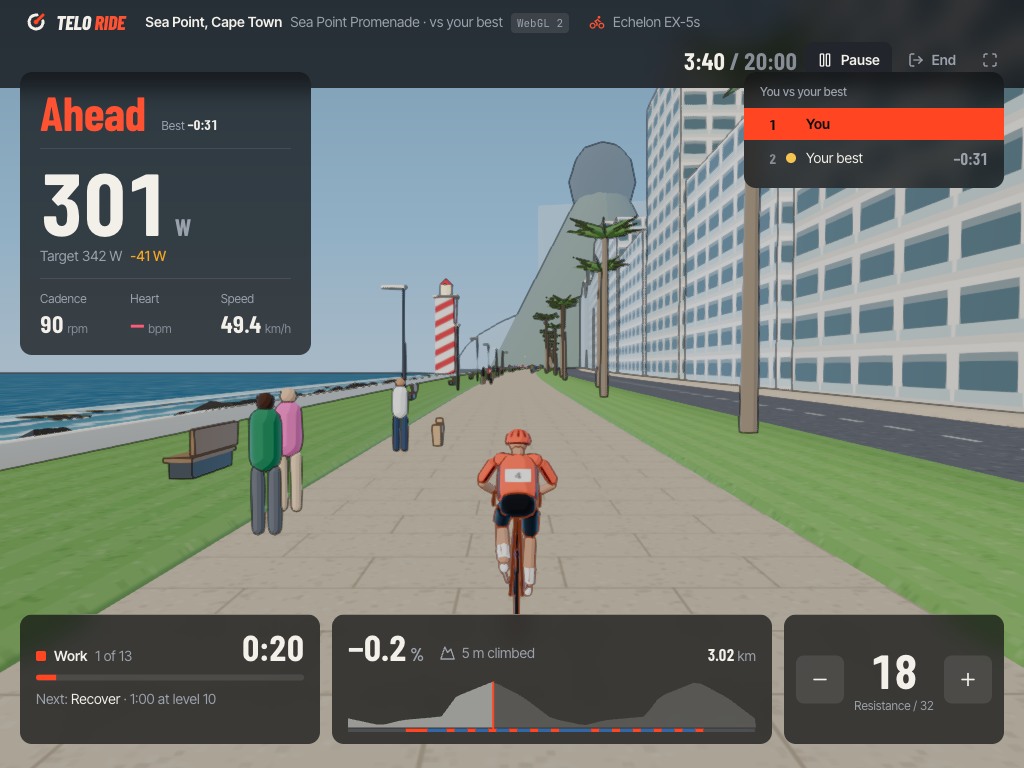 TELO RIDE Sea Point, Cape Town Sea Point Promenade · vs your best WebGL 2 Echelon EX-5s
3:40 / 20:00 Pause End
Ahead Best −0:31
301 W
Target 342 W -41 W
Cadence Heart Speed
90 rpm — bpm 49.4 km/h
You vs your best
1 You
2 Your best −0:31
4
Work 1 of 13 0:20
Next: Recover · 1:00 at level 10
−0.2 % 5 m climbed 3.02 km
− 18 +
Resistance / 32